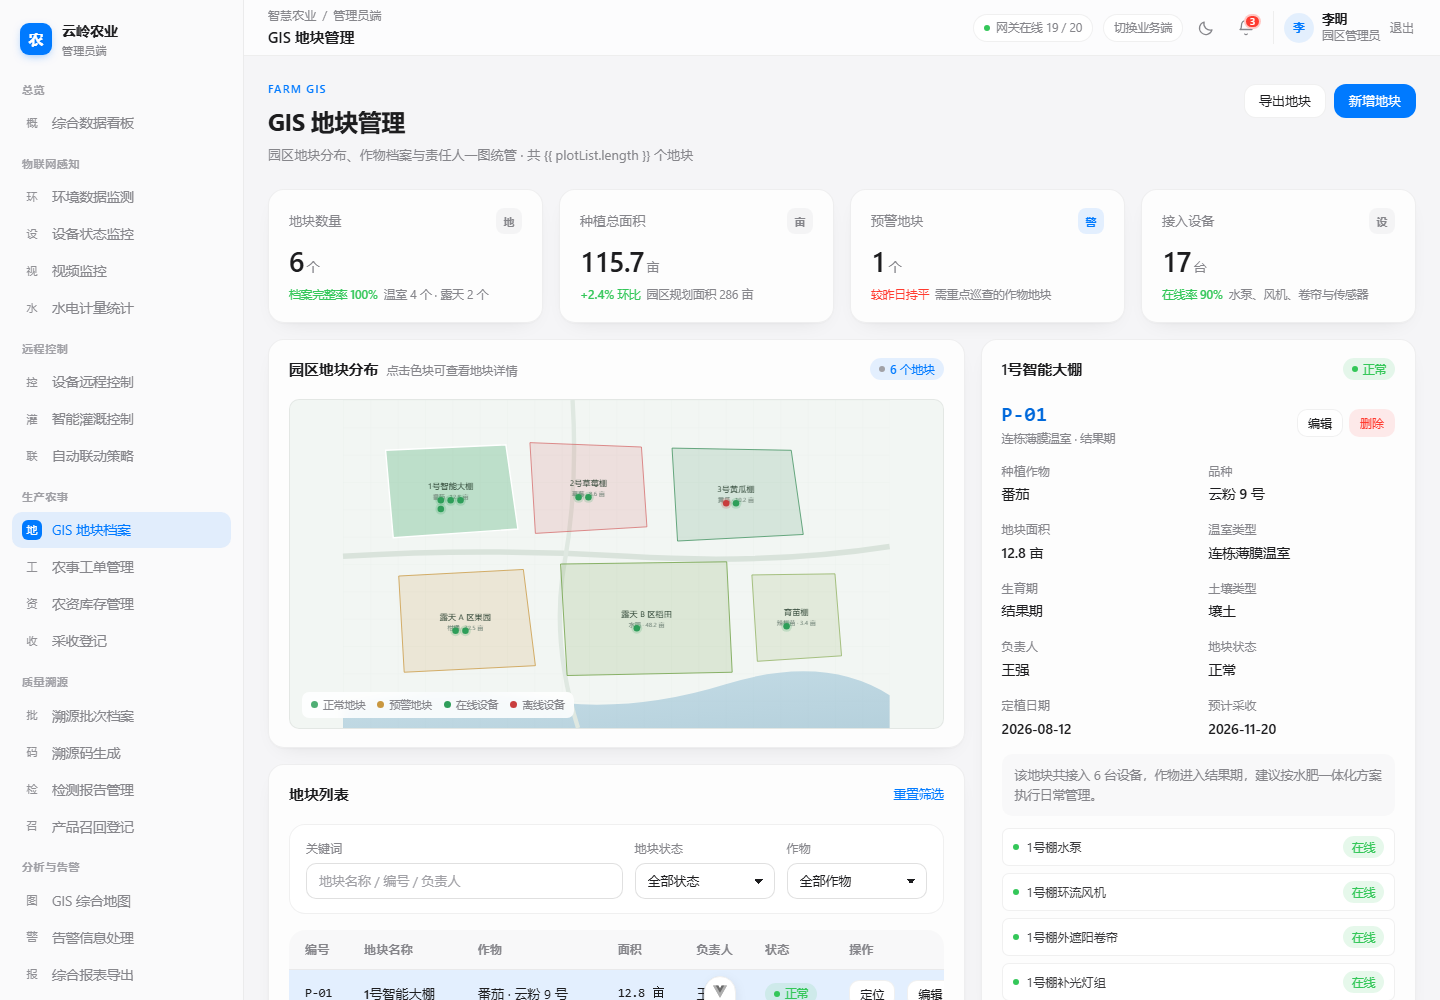 农
云岭农业
管理员端
总览
概 综合数据看板
物联网感知
环 环境数据监测
设 设备状态监控
视 视频监控
水 水电计量统计
远程控制
控 设备远程控制
灌 智能灌溉控制
联 自动联动策略
生产农事
地 GIS 地块档案
工 农事工单管理
资 农资库存管理
收 采收登记
质量溯源
批 溯源批次档案
码 溯源码生成
检 检测报告管理
召 产品召回登记
分析与告警
图 GIS 综合地图
警 告警信息处理
报 综合报表导出
智慧农业 / 管理员端
GIS 地块管理
网关在线 19 / 20
切换业务端
3
李
李明
园区管理员
退出
FARM GIS
GIS 地块管理
园区地块分布、作物档案与责任人一图统管 · 共 {{ plotList.length }} 个地块
导出地块
新增地块
地块数量 地
6 个
档案完整率 100% 温室 4 个 · 露天 2 个
种植总面积 亩
115.7 亩
+2.4% 环比 园区规划面积 286 亩
预警地块 警
1 个
较昨日持平 需重点巡查的作物地块
接入设备 设
17 台
在线率 90% 水泵、风机、卷帘与传感器
园区地块分布 点击色块可查看地块详情
6 个地块
1号智能大棚
2号草莓棚
3号黄瓜棚
露天 A 区果园
露天 B 区稻田
水稻 · 48.2 亩
育苗棚
正常地块 预警地块 在线设备 离线设备
地块列表
重置筛选
关键词
地块名称 / 编号 / 负责人
地块状态
全部状态
作物
全部作物
编号 地块名称 作物 面积 负责人 状态 操作
P-01 1号智能大棚 番茄 · 云粉 9 号 12.8 亩 正常 定位 编辑
1号智能大棚
正常
P-01
连栋薄膜温室 · 结果期
编辑 删除
种植作物
番茄
品种
云粉 9 号
地块面积
12.8 亩
温室类型
连栋薄膜温室
生育期
结果期
土壤类型
壤土
负责人
王强
地块状态
正常
定植日期
2026-08-12
预计采收
2026-11-20
该地块共接入 6 台设备，作物进入结果期，建议按水肥一体化方案
执行日常管理。
1号棚水泵 在线
1号棚环流风机 在线
1号棚外遮阳卷帘 在线
1号棚补光灯组 在线